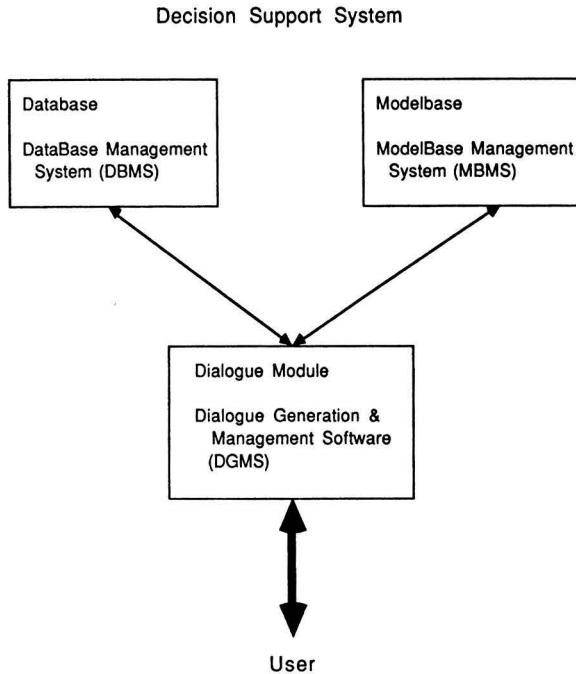 Decision Support System
Database
DataBase Management
System (DBMS)
Modelbase
ModelBase Management
System (MBMS)
Dialogue Module
Dialogue Generation &
Management Software
(DGMS)
User